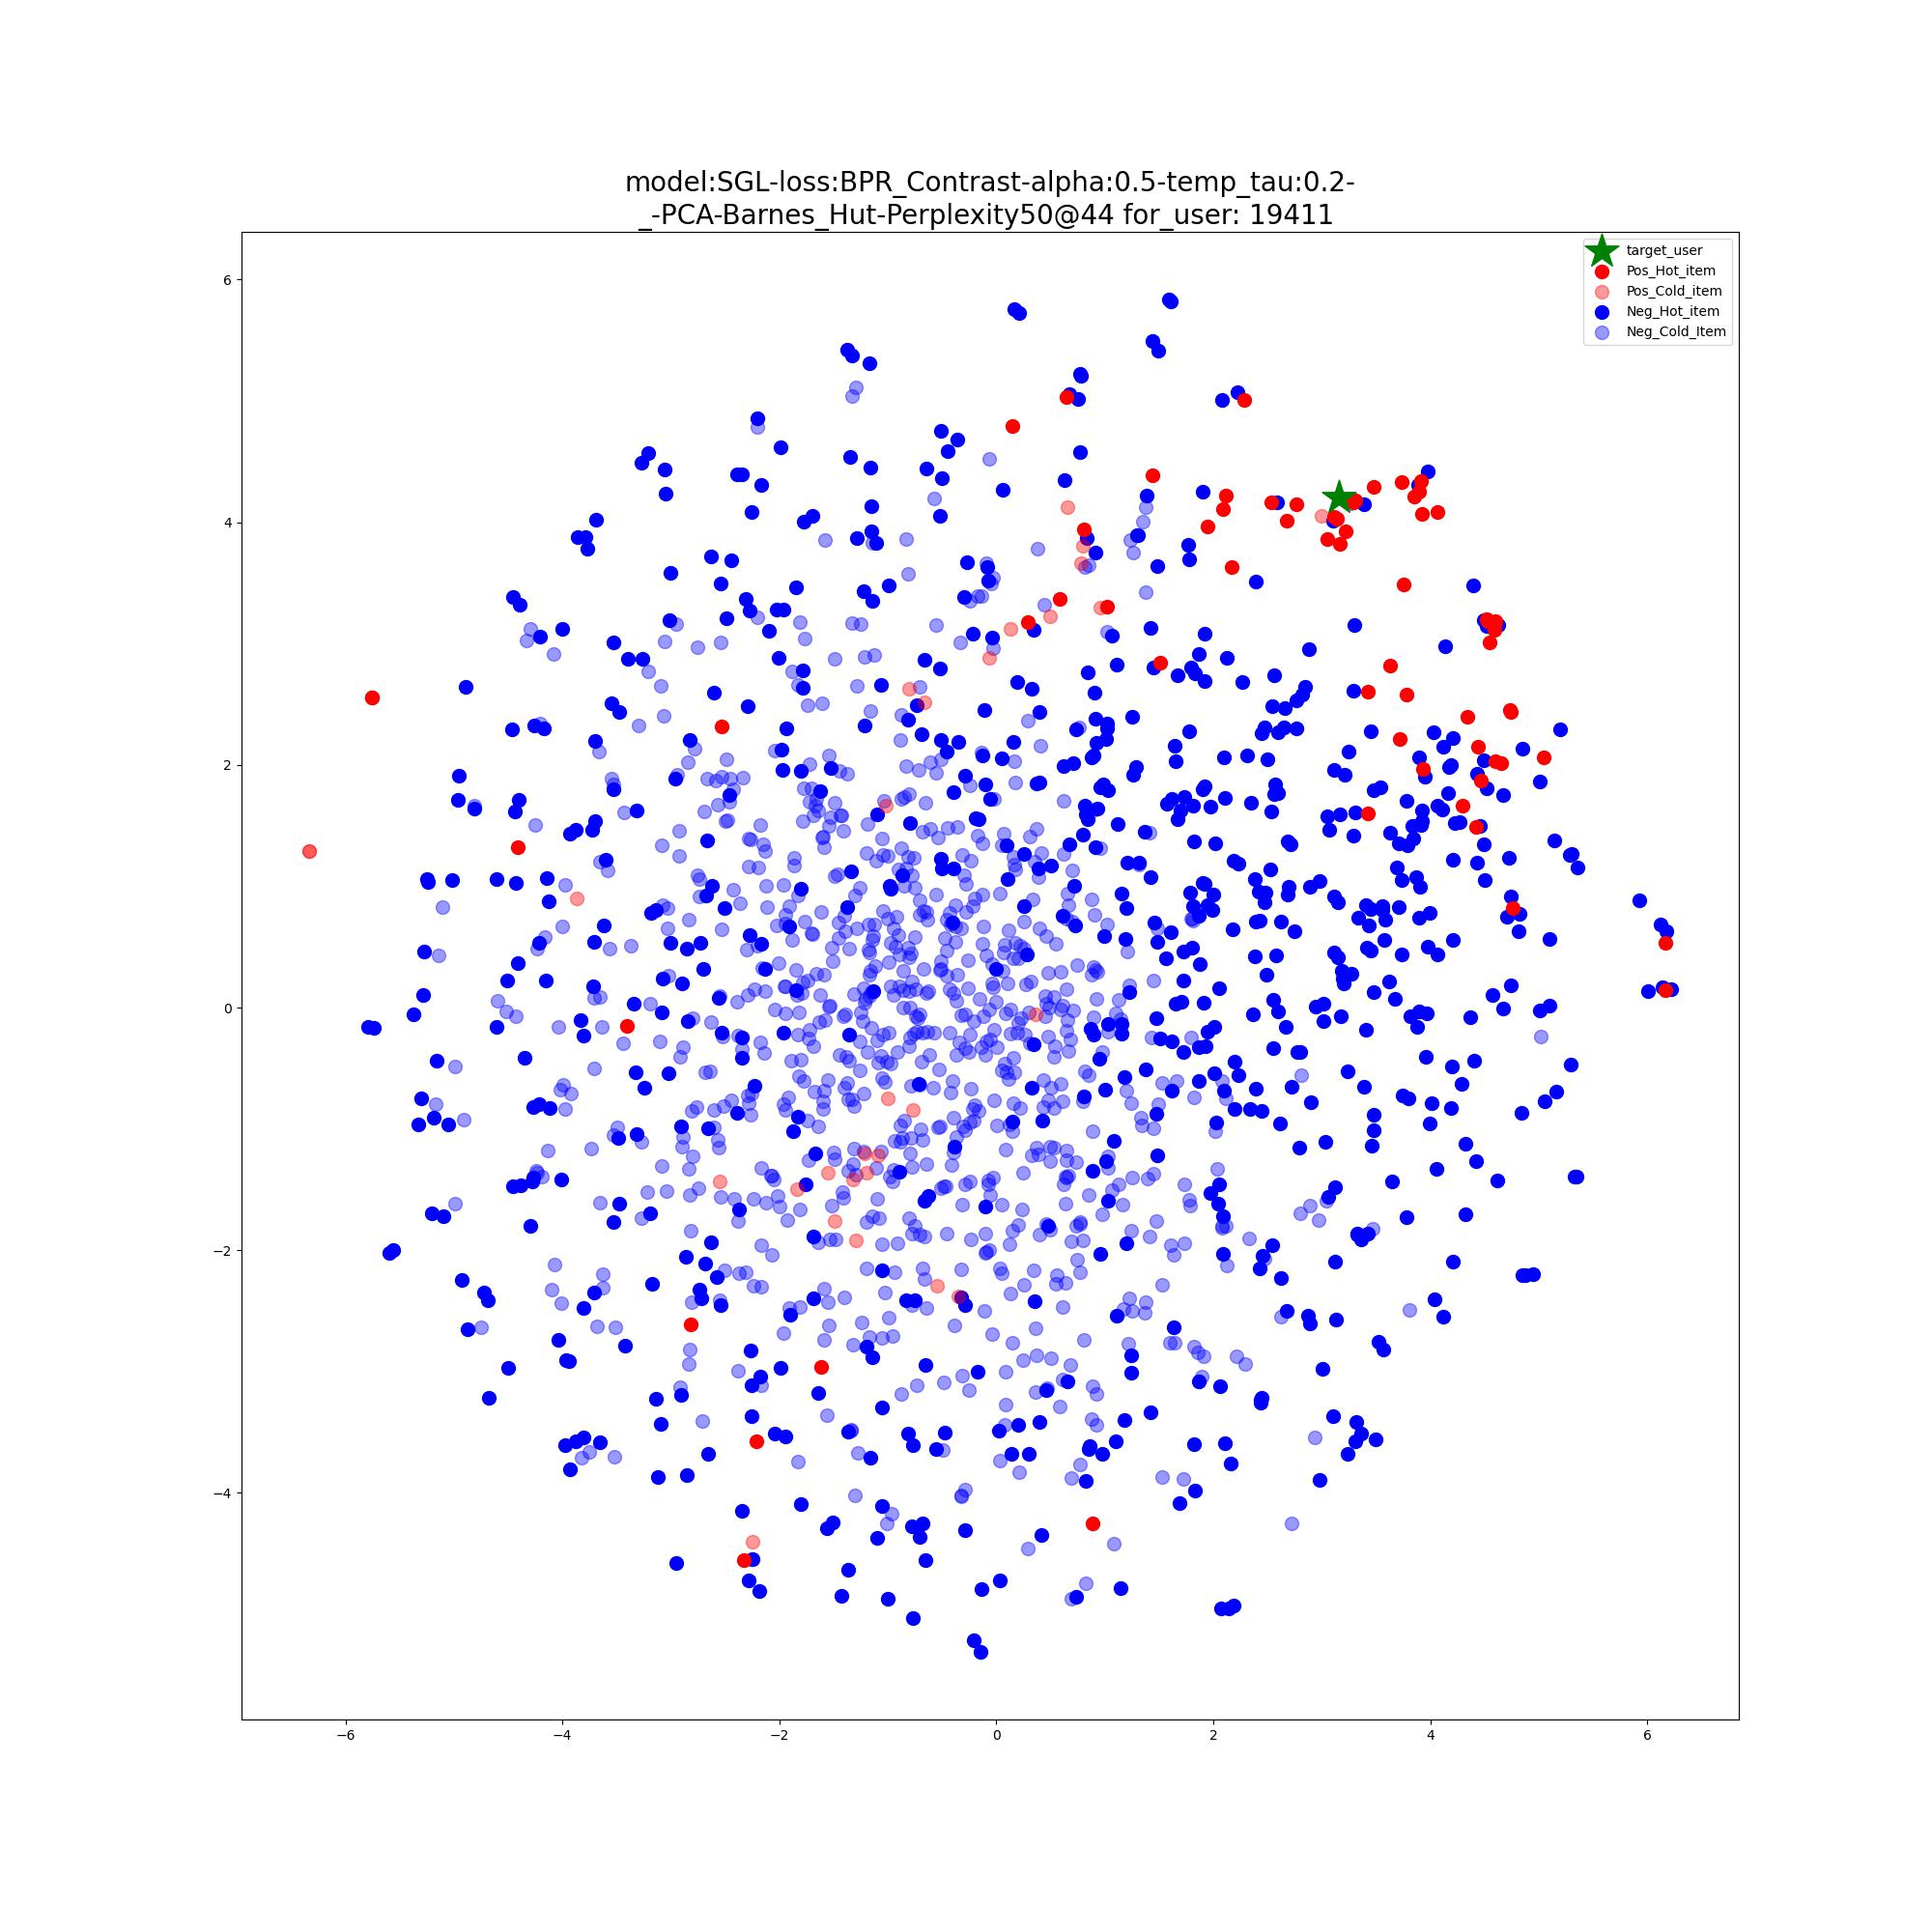 model:SGL-loss:BPR_Contrast-alpha:0.5-temp_tau:0.2-
_-PCA-Barnes_Hut-Perplexity50@44 for_user: 19411
target_user
Pos_Hot_item
Pos_Cold_item
Neg_Hot_item
Neg_Cold_Item
6
4
2
0
−2
−4
−6
−4
−2
0
2
4
6